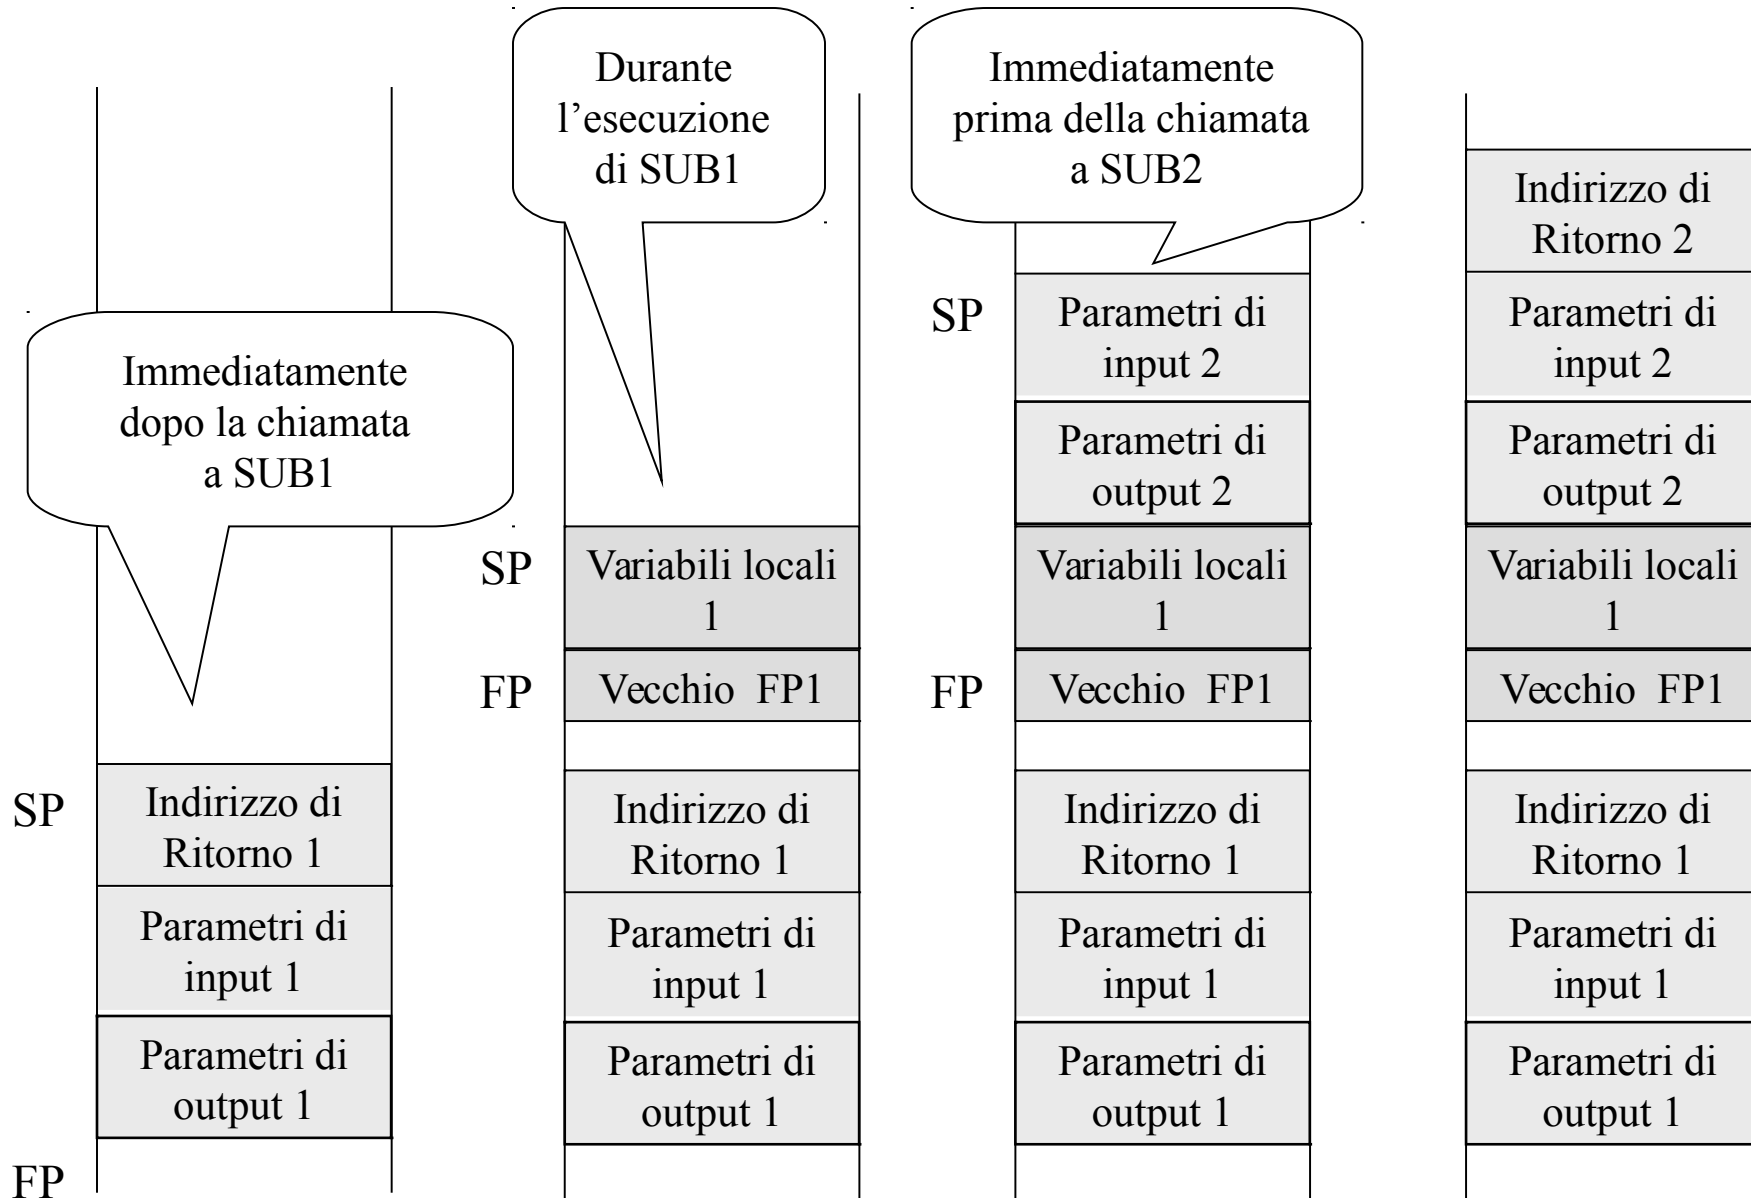 Immediatamente
dopo la chiamata
a SUB1
SP
Indirizzo di
Ritorno 1
Parametri di
input 1
Parametri di
output 1
FP
Durante
l’esecuzione
di SUB1
SP
Variabili locali
1
FP
Vecchio FP1
Indirizzo di
Ritorno 1
Parametri di
input 1
Parametri di
output 1
Immediatamente
prima della chiamata
a SUB2
SP
Parametri di
input 2
Parametri di
output 2
Variabili locali
1
FP
Vecchio FP1
Indirizzo di
Ritorno 1
Parametri di
input 1
Parametri di
output 1
Indirizzo di
Ritorno 2
Parametri di
input 2
Parametri di
output 2
Variabili locali
1
Vecchio FP1
Indirizzo di
Ritorno 1
Parametri di
input 1
Parametri di
output 1